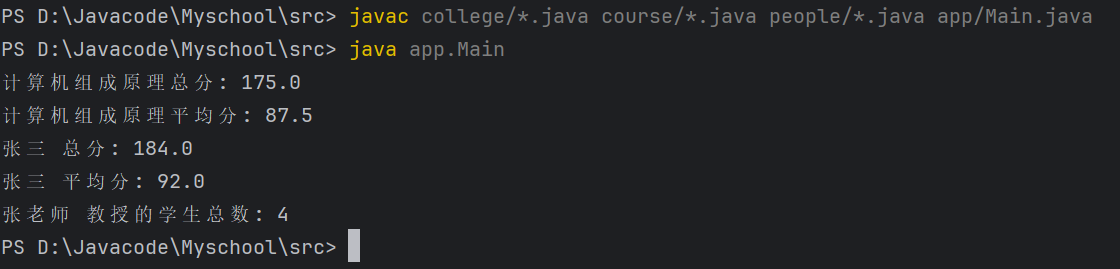 PS D:\Javacode\Myschool\src> javac college/*.java course/*.java people/*.java app/Main.java
PS D:\Javacode\Myschool\src> java app.Main
计算机组成原理总分: 175.0
计算机组成原理平均分: 87.5
张三 总分: 184.0
张三 平均分: 92.0
张老师 教授的学生总数: 4
PS D:\Javacode\Myschool\src>